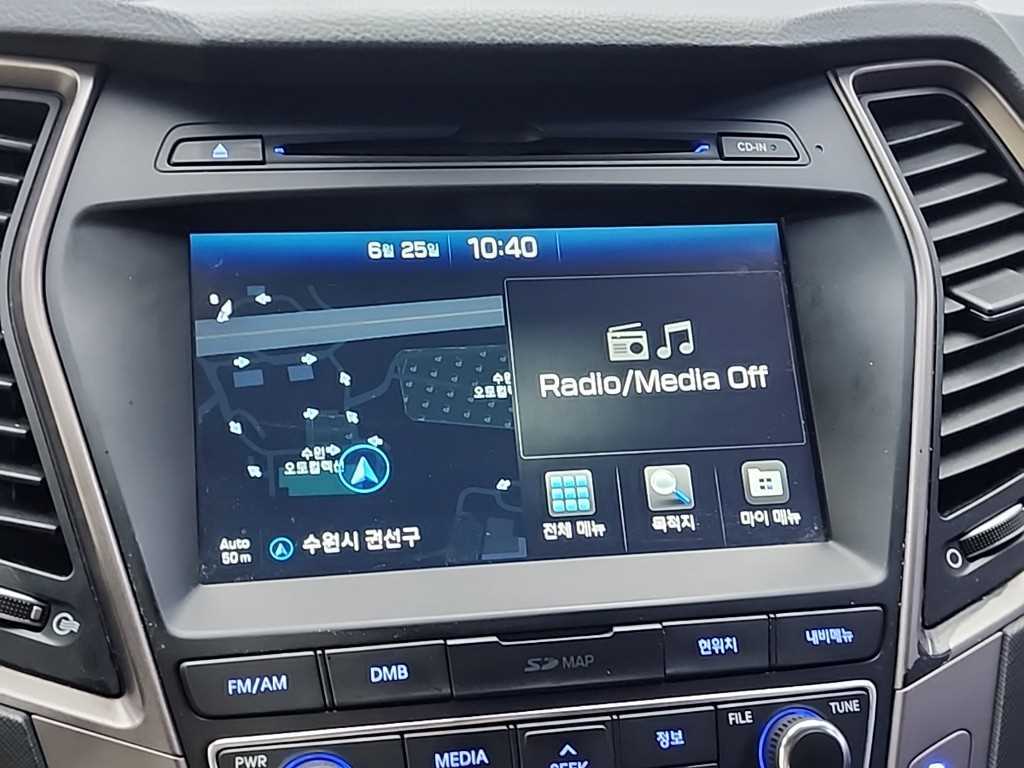 CD-IN
6월 25일 10:40
Radio/Media Off
수원
오토컬렉션
전체 메뉴
목적지
마이 메뉴
Auto
50m
수원시 권선구
FM/AM
DMB
SD MAP
현위치
내비메뉴
PWR
MEDIA
SEEK
정보
FILE
TUNE